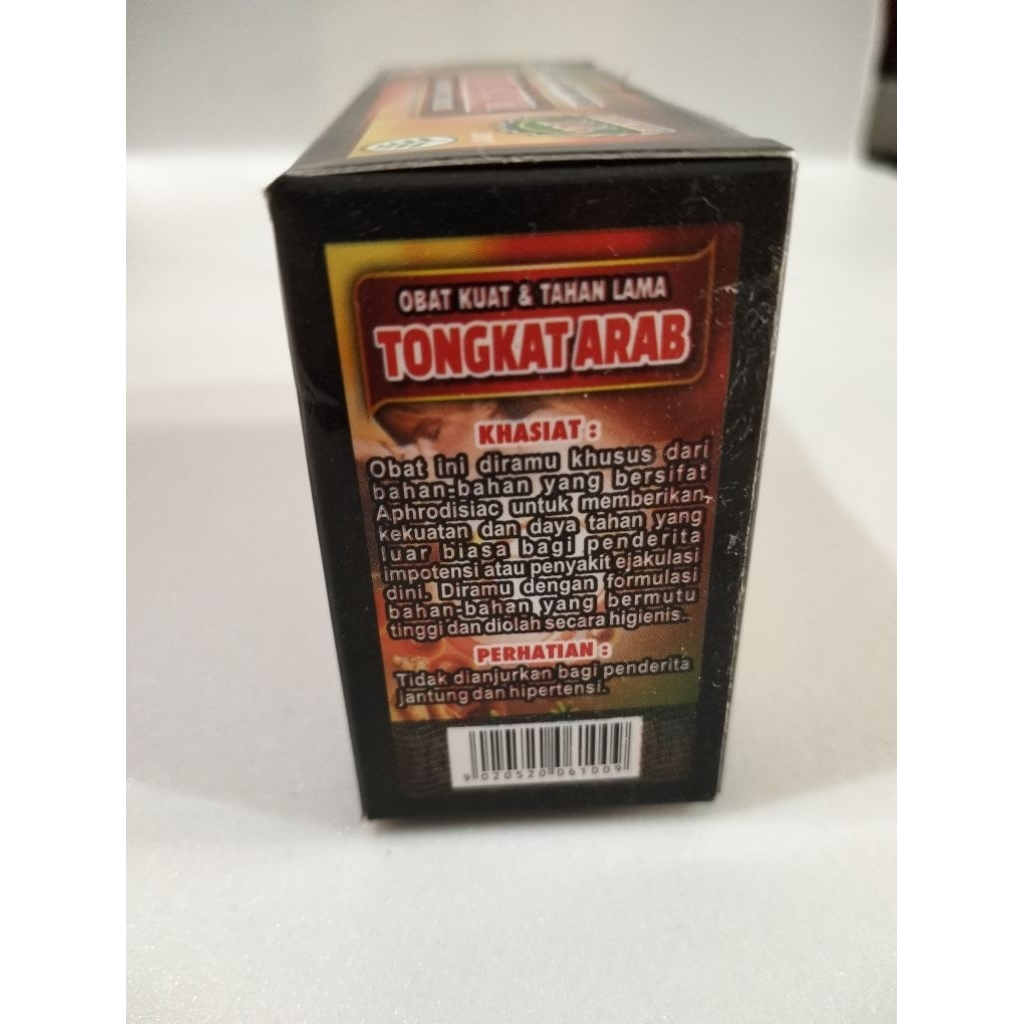 OBAT KUAT & TAHAN LAMA
TONGKAT ARAB
KHASIAT :
Obat ini diramu khusus dari
bahan-bahan yang bersifat
Aphrodisiac untuk memberikan
kekuatan dan daya tahan yang
luar biasa bagi penderita
impotensi atau penyakit ejakulasi
dini. Diramu dengan formulasi
bahan-bahan yang bermutu
tinggi dan diolah secara higienis.
PERHATIAN :
Tidak dianjurkan bagi penderita
jantung dan hipertensi.
9 020520 061009